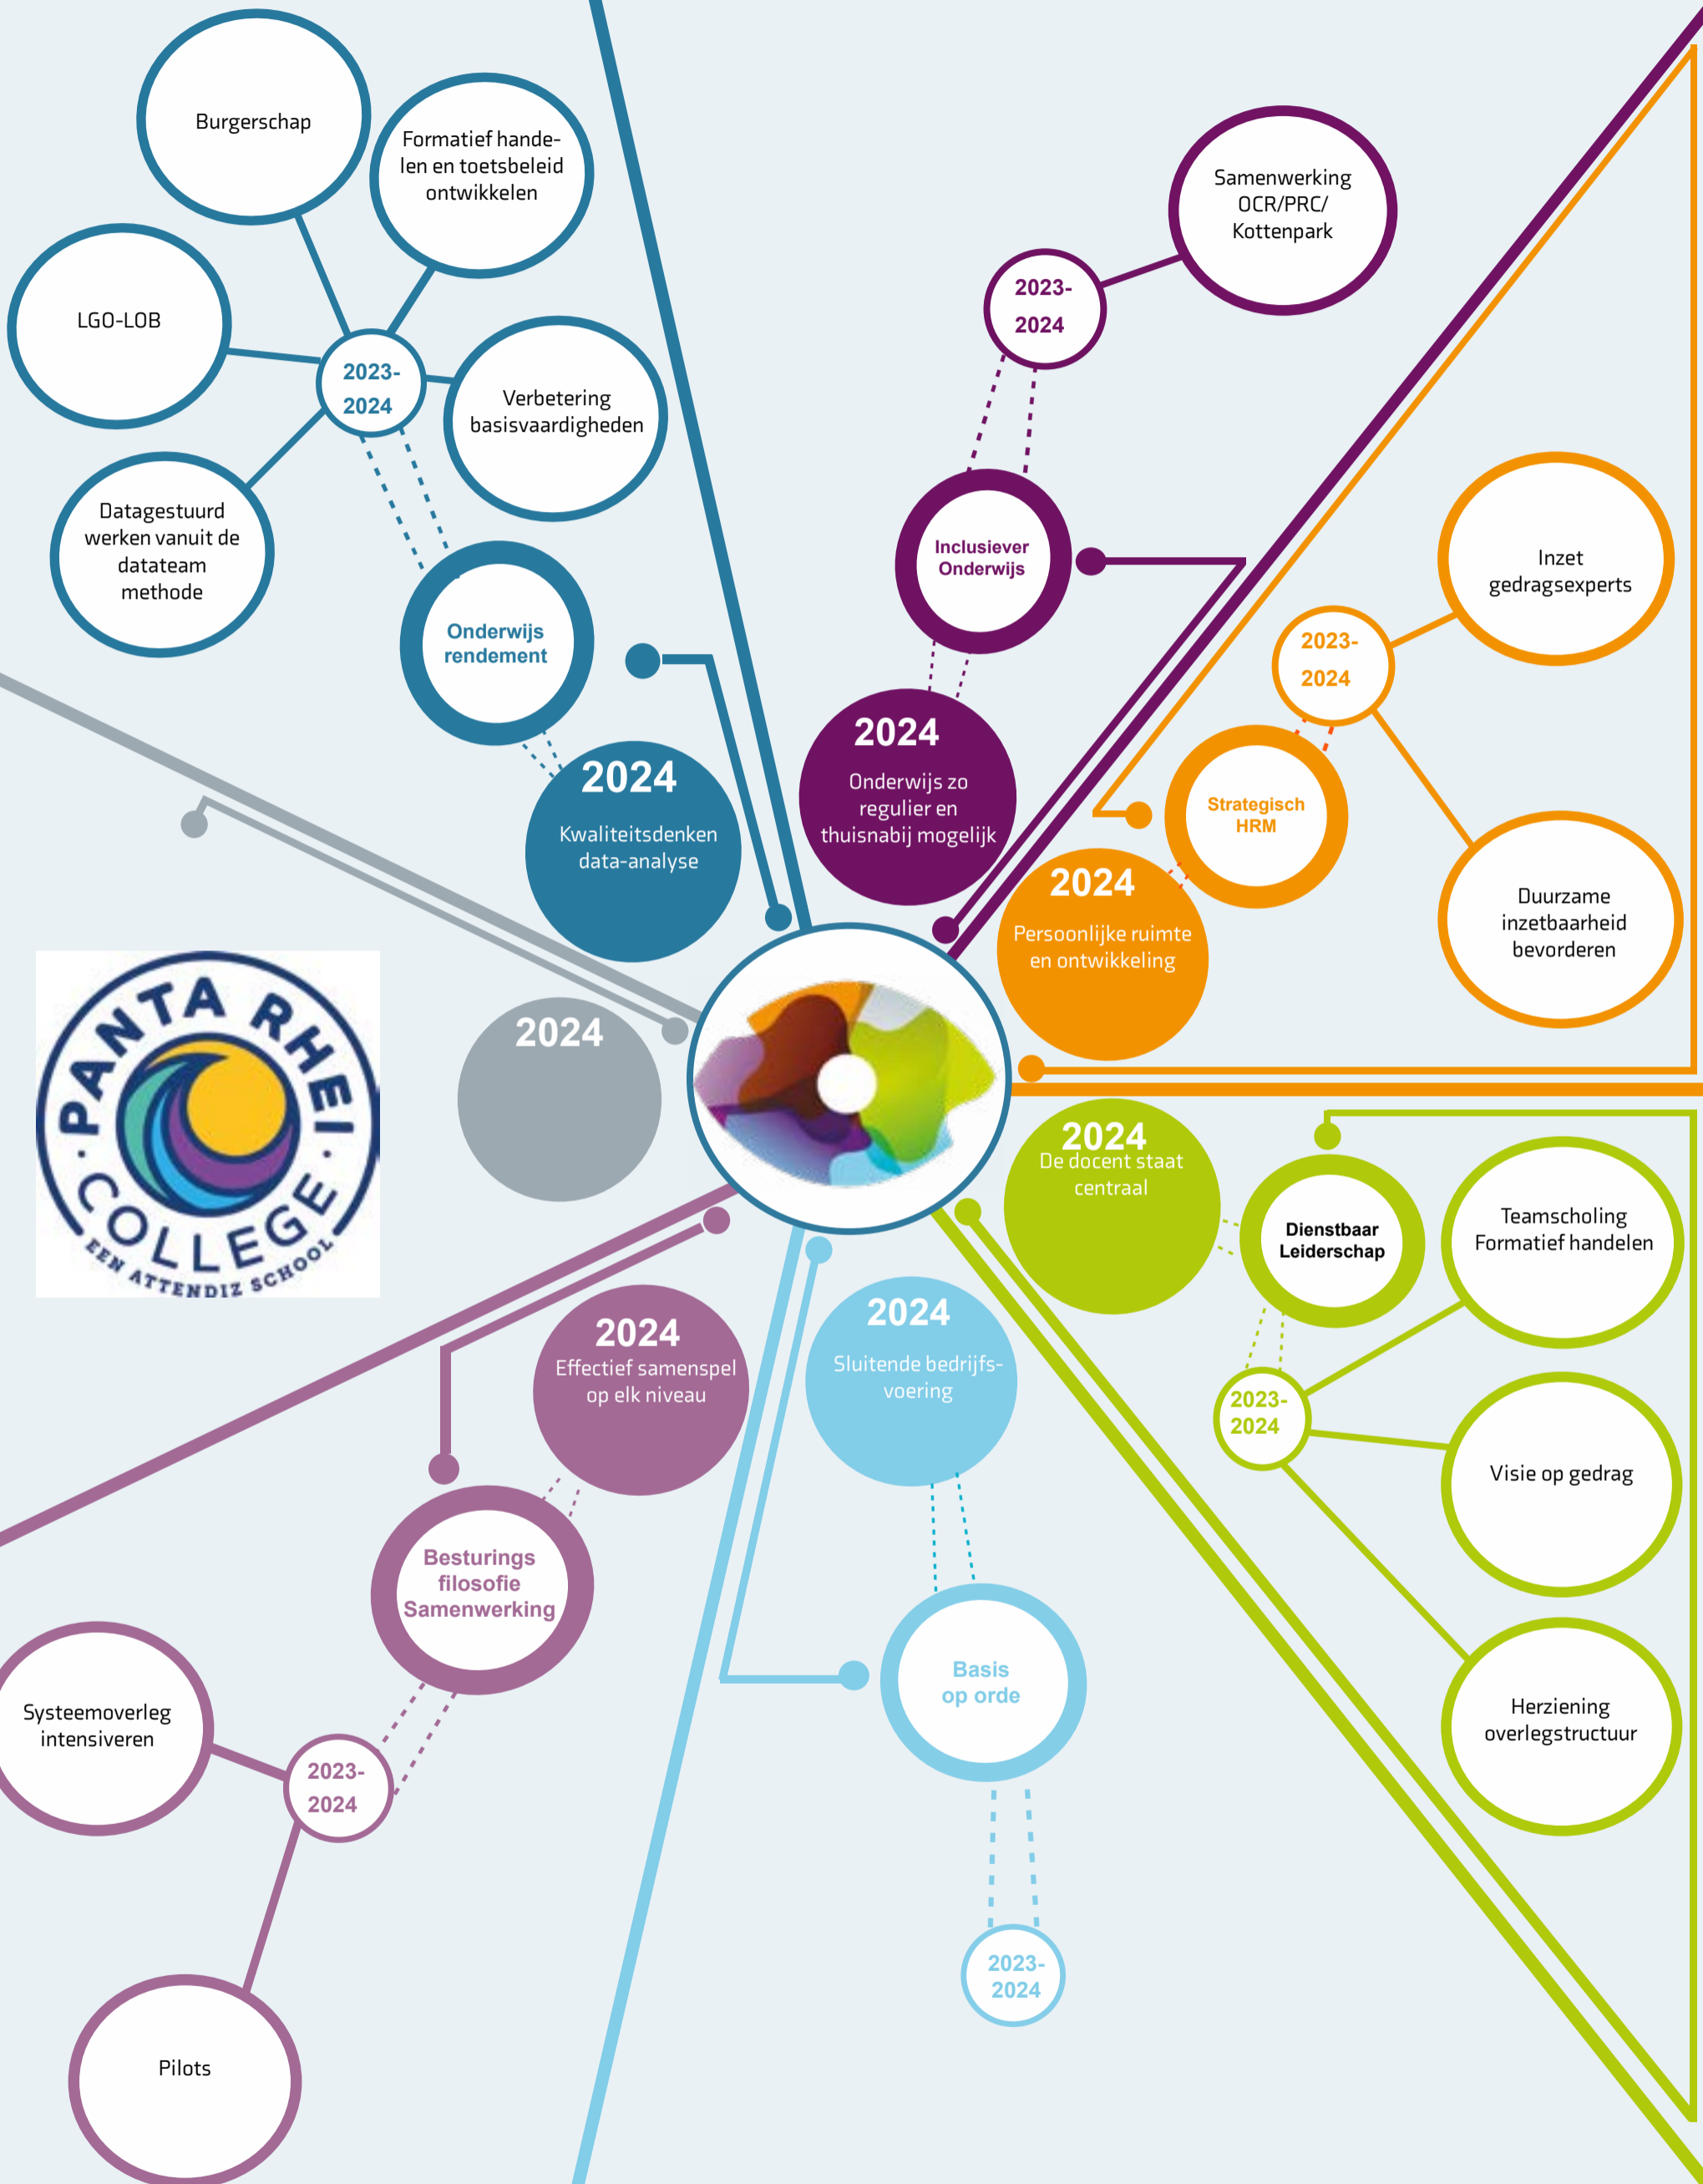 Burgerschap
Formatief hande-
len en toetsbeleid
ontwikkelen
LGO-LOB
2023-
2024
Verbetering
basisvaardigheden
Datagestuurd
werken vanuit de
datateam
methode
Onderwijs
rendement
2024
Kwaliteitsdenken
data-analyse
Samenwerking
OCR/PRC/
Kottenpark
2023-
2024
Inclusiever
Onderwijs
2024
Onderwijs zo
regulier en
thuisnabij mogelijk
Inzet
gedragsexperts
2023-
2024
Strategisch
HRM
Duurzame
inzetbaarheid
bevorderen
2024
Persoonlijke ruimte
en ontwikkeling
2024
PANTA RHEI
COLLEGE
EEN ATTENDIZ SCHOOL
2024
De docent staat
centraal
Dienstbaar
Leiderschap
Teamscholing
Formatief handelen
2023-
2024
Visie op gedrag
Herziening
overlegstructuur
2024
Effectief samenspel
op elk niveau
Besturings
filosofie
Samenwerking
Systeemoverleg
intensiveren
2023-
2024
Pilots
2024
Sluitende bedrijfs-
voering
Basis
op orde
2023-
2024